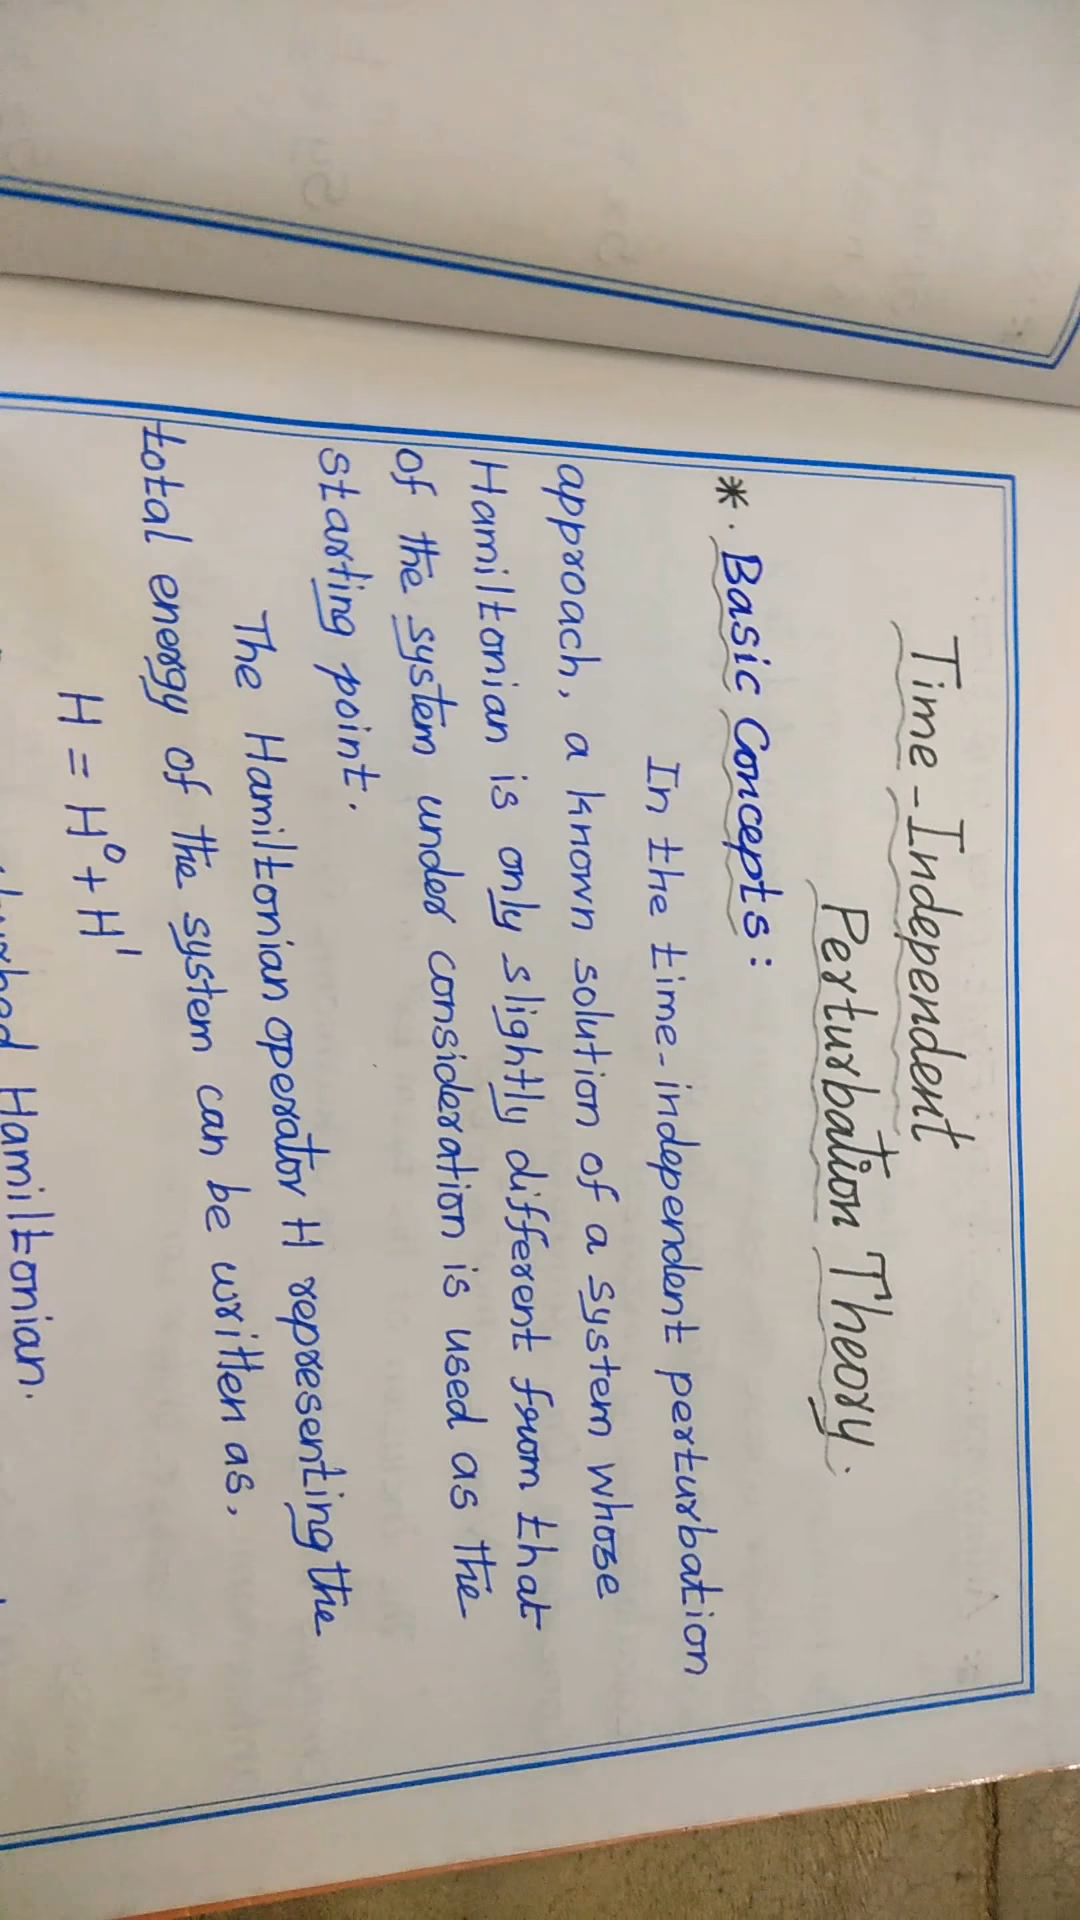 Time-Independent
Perturbation Theory.
*. Basic Concepts:
In the time-independent perturbation
approach, a known solution of a system whose
Hamiltonian is only slightly different from that
of the system under consideration is used as the
starting point.
The Hamiltonian operator H representing the
total energy of the system can be written as,
H = H⁰ + H'
Hamiltonian.